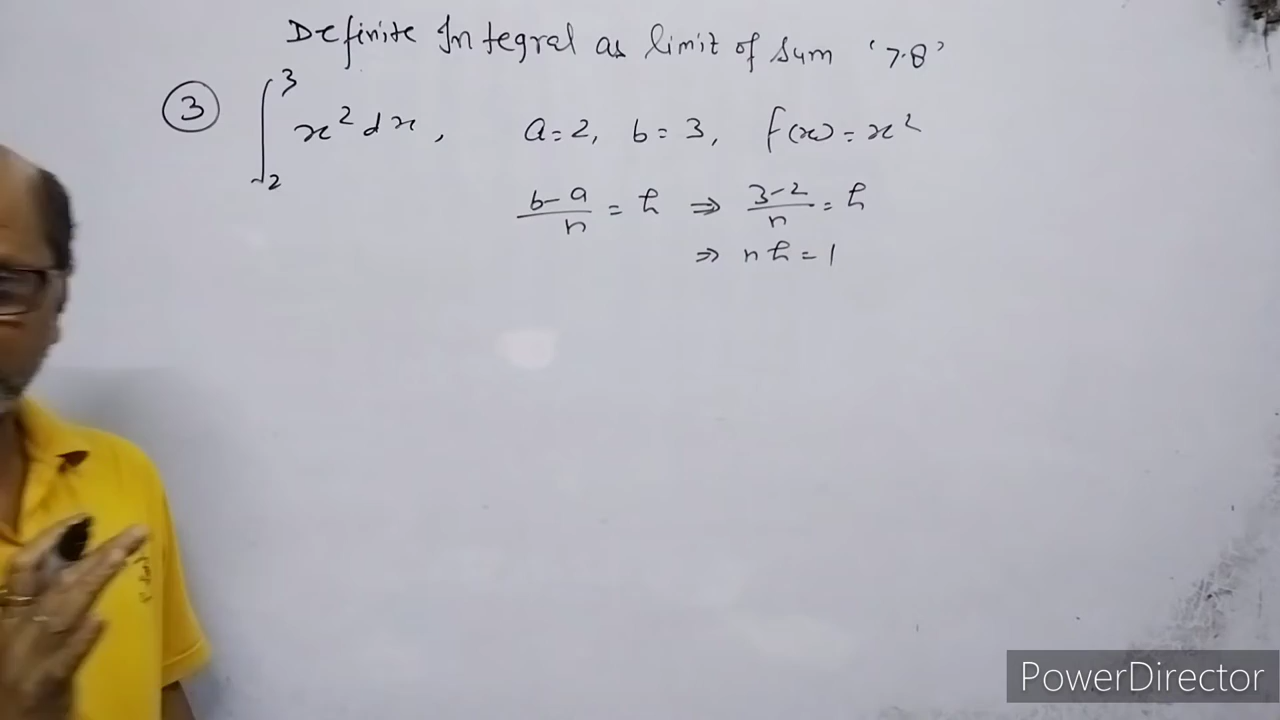 Definite Integral as limit of sum '7.8'
③ ∫₂³ x² dx, a=2, b=3, f(x)=x²
(b-a)/n = h ⇒ (3-2)/n = h
⇒ nh=1
PowerDirector